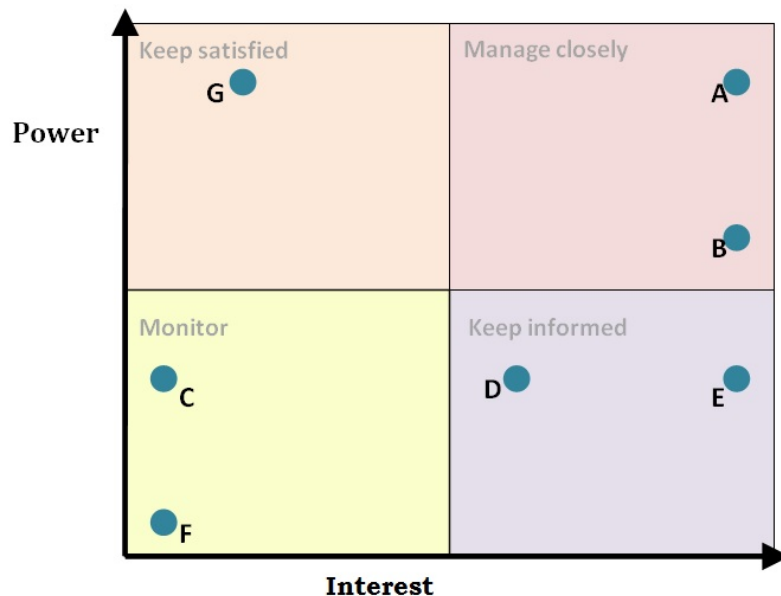 Keep satisfied
Manage closely
G
A
Power
B
Monitor
Keep informed
C
D
E
F
Interest